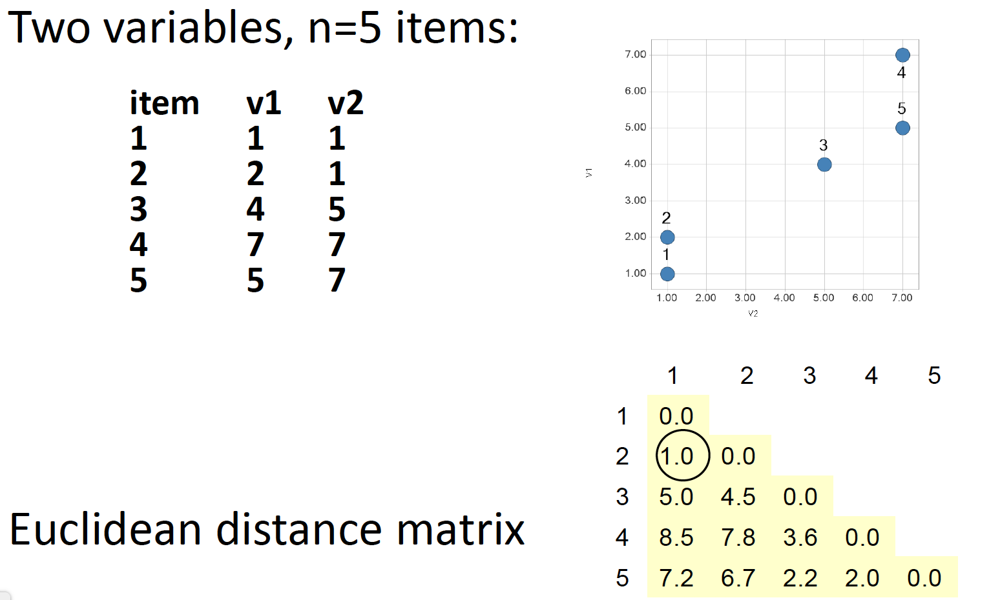 Two variables, n=5 items:
item v1 v2
1 1 1
2 2 1
3 4 5
4 7 7
5 5 7
7.00
4
6.00
5
5.00
3
4.00
V1
3.00
2
2.00
1
1.00
1.00 2.00 3.00 4.00 5.00 6.00 7.00
V2
1 2 3 4 5
1 0.0
2 1.0 0.0
3 5.0 4.5 0.0
Euclidean distance matrix
4 8.5 7.8 3.6 0.0
5 7.2 6.7 2.2 2.0 0.0